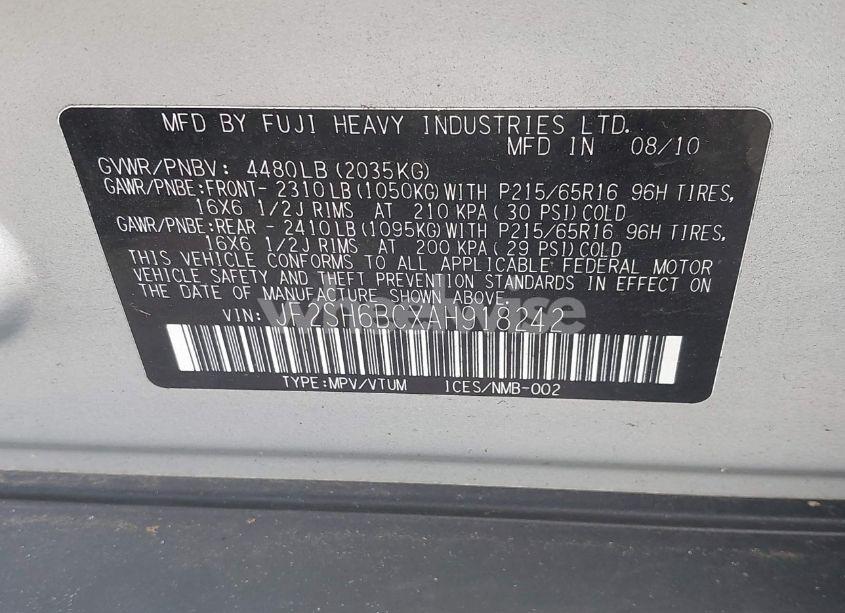 MFD BY FUJI HEAVY INDUSTRIES LTD.
MFD IN 08/10
GVWR/PNBV: 4480LB(2035KG)
GAWR/PNBE:FRONT- 2310LB(1050KG)WITH P215/65R16 96H TIRES,
16X6 1/2J RIMS AT 210 KPA( 30 PSI)COLD
GAWR/PNBE:REAR - 2410LB(1095KG)WITH P215/65R16 96H TIRES,
16X6 1/2J RIMS AT 200 KPA( 29 PSI)COLD
THIS VEHICLE CONFORMS TO ALL APPLICABLE FEDERAL MOTOR
VEHICLE SAFETY AND THEFT PREVENTION STANDARDS IN EFFECT ON
THE DATE OF MANUFACTURE SHOWN ABOVE.
VIN: JF2SH6BCXAH918242
TYPE:MPV/VTUM ICES/NMB-002
wheelwise